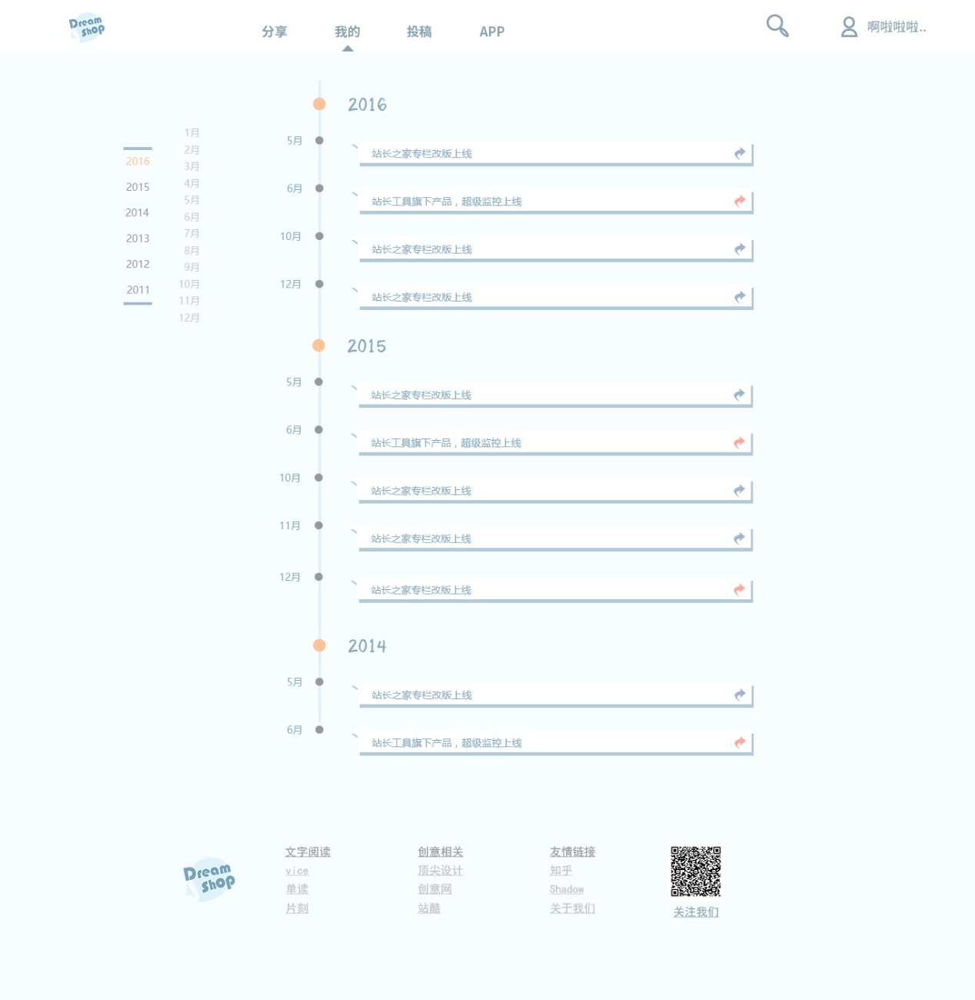 Dream
Shop
分享
我的
投稿
APP
啊啦啦啦..
2016
2015
2014
2013
2012
2011
1月
2月
3月
4月
5月
6月
7月
8月
9月
10月
11月
12月
2016
5月
站长之家专栏改版上线
6月
站长工具旗下产品，超级监控上线
10月
站长之家专栏改版上线
12月
站长之家专栏改版上线
2015
5月
站长之家专栏改版上线
6月
站长工具旗下产品，超级监控上线
10月
站长之家专栏改版上线
11月
站长之家专栏改版上线
12月
站长之家专栏改版上线
2014
5月
站长之家专栏改版上线
6月
站长工具旗下产品，超级监控上线
Dream
Shop
文字阅读
vice
单读
片刻
创意相关
顶尖设计
创意网
站酷
友情链接
知乎
Shadow
关于我们
关注我们